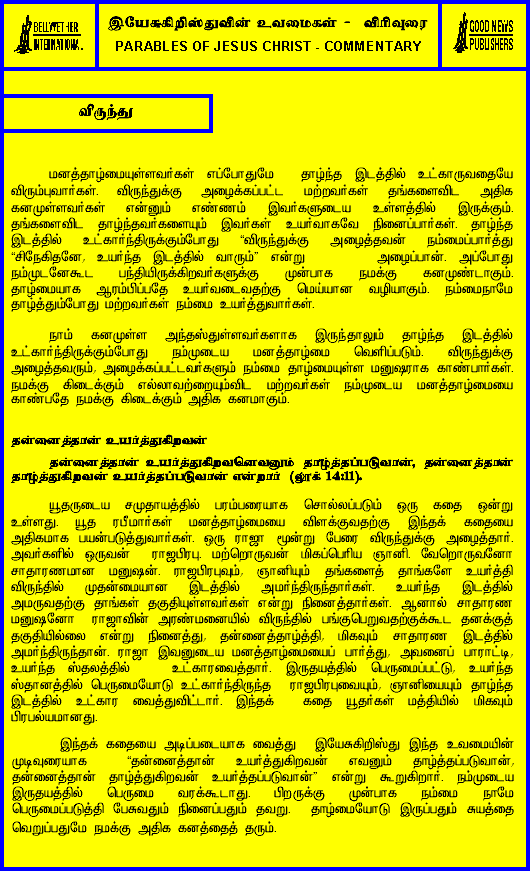 BELLWETHER
INTERNATIONAL
இயேசுகிறிஸ்துவின் உவமைகள் - விரிவுரை
PARABLES OF JESUS CHRIST - COMMENTARY
GOOD NEWS
PUBLISHERS
விருந்து
மனத்தாழ்மையுள்ளவர்கள் எப்போதுமே தாழ்ந்த இடத்தில் உட்காருவதையே
விரும்புவார்கள். விருந்துக்கு அழைக்கப்பட்ட மற்றவர்கள் தங்களைவிட அதிக
கனமுள்ளவர்கள் என்னும் எண்ணம் இவர்களுடைய உள்ளத்தில் இருக்கும்.
தங்களைவிட தாழ்ந்தவர்களையும் இவர்கள் உயர்வாகவே நினைப்பார்கள். தாழ்ந்த
இடத்தில் உட்கார்ந்திருக்கும்போது “விருந்துக்கு அழைத்தவன் நம்மைப்பார்த்து
“சிநேகிதனே, உயர்ந்த இடத்தில் வாரும்” என்று அழைப்பான். அப்போது
நம்முடனேகூட பந்தியிருக்கிறவர்களுக்கு முன்பாக நமக்கு கனமுண்டாகும்.
தாழ்மையாக ஆரம்பிப்பதே உயர்வடைவதற்கு மெய்யான வழியாகும். நம்மைநாமே
தாழ்த்தும்போது மற்றவர்கள் நம்மை உயர்த்துவார்கள்.
நாம் கனமுள்ள அந்தஸ்துள்ளவர்களாக இருந்தாலும் தாழ்ந்த இடத்தில்
உட்கார்ந்திருக்கும்போது நம்முடைய மனத்தாழ்மை வெளிப்படும். விருந்துக்கு
அழைத்தவரும், அழைக்கப்பட்டவர்களும் நம்மை தாழ்மையுள்ள மனுஷராக காண்பார்கள்.
நமக்கு கிடைக்கும் எல்லாவற்றையும்விட மற்றவர்கள் நம்முடைய மனத்தாழ்மையை
காண்பதே நமக்கு கிடைக்கும் அதிக கனமாகும்.
தன்னைத்தான் உயர்த்துகிறவன்
தன்னைத்தான் உயர்த்துகிறவனெவனும் தாழ்த்தப்படுவான், தன்னைத்தான்
தாழ்த்துகிறவன் உயர்த்தப்படுவான் என்றார் (லூக் 14:11).
யூதருடைய சமுதாயத்தில் பரம்பரையாக சொல்லப்படும் ஒரு கதை ஒன்று
உள்ளது. யூத ரபீமார்கள் மனத்தாழ்மையை விளக்குவதற்கு இந்தக் கதையை
அதிகமாக பயன்படுத்துவார்கள். ஒரு ராஜா மூன்று பேரை விருந்துக்கு அழைத்தார்.
அவர்களில் ஒருவன் ராஜபிரபு. மற்றொருவன் மிகப்பெரிய ஞானி. வேறொருவனோ
சாதாரணமான மனுஷன். ராஜபிரபுவும், ஞானியும் தங்களைத் தாங்களே உயர்த்தி
விருந்தில் முதன்மையான இடத்தில் அமர்ந்திருந்தார்கள். உயர்ந்த இடத்தில்
அமருவதற்கு தாங்கள் தகுதியுள்ளவர்கள் என்று நினைத்தார்கள். ஆனால் சாதாரண
மனுஷனோ ராஜாவின் அரண்மனையில் விருந்தில் பங்குபெறுவதற்குக்கூட தனக்குத்
தகுதியில்லை என்று நினைத்து, தன்னைத்தாழ்த்தி, மிகவும் சாதாரண இடத்தில்
அமர்ந்திருந்தான். ராஜா இவனுடைய மனத்தாழ்மையைப் பார்த்து, அவனைப் பாராட்டி,
உயர்ந்த ஸ்தலத்தில் உட்காரவைத்தார். இருதயத்தில் பெருமைப்பட்டு, உயர்ந்த
ஸ்தானத்தில் பெருமையோடு உட்கார்ந்திருந்த ராஜபிரபுவையும், ஞானியையும் தாழ்ந்த
இடத்தில் உட்கார வைத்துவிட்டார். இந்தக் கதை யூதர்கள் மத்தியில் மிகவும்
பிரபல்யமானது.
இந்தக் கதையை அடிப்படையாக வைத்து இயேசுகிறிஸ்து இந்த உவமையின்
முடிவுரையாக “தன்னைத்தான் உயர்த்துகிறவன் எவனும் தாழ்த்தப்படுவான்,
தன்னைத்தான் தாழ்த்துகிறவன் உயர்த்தப்படுவான்” என்று கூறுகிறார். நம்முடைய
இருதயத்தில் பெருமை வரக்கூடாது. பிறருக்கு முன்பாக நம்மை நாமே
பெருமைப்படுத்தி பேசுவதும் நினைப்பதும் தவறு. தாழ்மையோடு இருப்பதும் சுயத்தை
வெறுப்பதுமே நமக்கு அதிக கனத்தைத் தரும்.